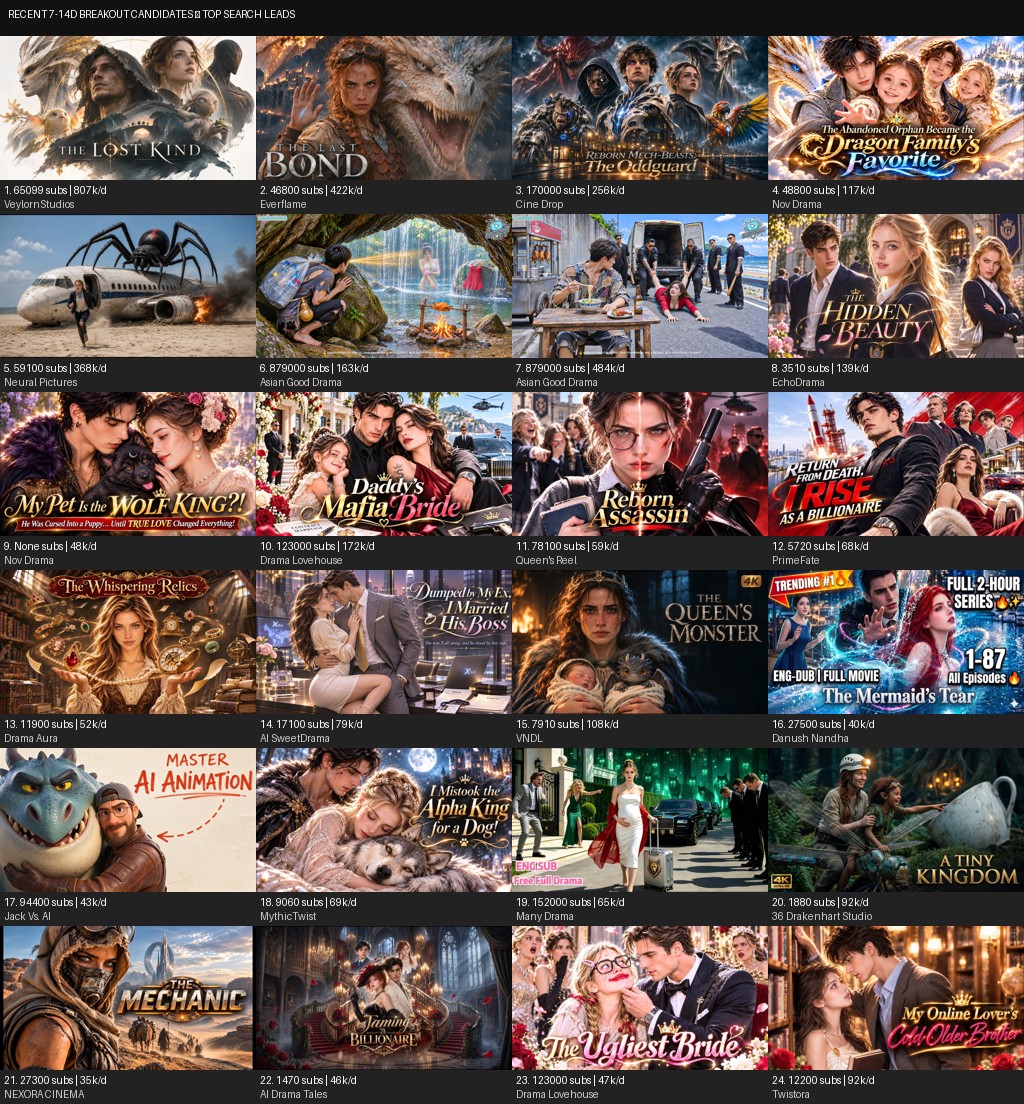 RECENT 7-14D BREAKOUT CANDIDATES TOP SEARCH LEADS
THE LOST KIND
THE LAST
BOND
REBORN MECH-BEASTS:
The Oddguard
The Abandoned Orphan Became the
Dragon Family's
Favorite
1. 65099 subs | 807k/d
VeylornStudios
2. 46800 subs | 422k/d
Everflame
3. 170000 subs | 256k/d
Cine Drop
4. 48800 subs | 117k/d
Nov Drama
THE
HIDDEN
BEAUTY
5. 59100 subs | 368k/d
Neural Pictures
6. 879000 subs | 163k/d
Asian Good Drama
7. 879000 subs | 484k/d
Asian Good Drama
8. 3510 subs | 139k/d
EchoDrama
My Pet Is the WOLF KING?!
He Was Cursed Into a Puppy... Until TRUE LOVE Changed Everything!
Daddy's
Mafia Bride
CONTRACT
MARRIAGE
Reborn
Assassin
RETURN
FROM DEATH,
I RISE
AS A BILLIONAIRE
9. None subs | 48k/d
Nov Drama
10. 123000 subs | 172k/d
Drama Lovehouse
11. 78100 subs | 59k/d
Queen's Reel
12. 5720 subs | 68k/d
PrimeFate
The Whispering Relics
Dumped by My Ex,
I Married
His Boss
4K
THE
QUEEN'S
MONSTER
TRENDING #1
FULL 2-HOUR
SERIES
1-87
All Episodes
ENG-DUB | FULL MOVIE
The Mermaid's Tear
13. 11900 subs | 52k/d
Drama Aura
14. 17100 subs | 79k/d
AI SweetDrama
15. 7910 subs | 108k/d
VNDL
16. 27500 subs | 40k/d
Danush Nandha
MASTER
AI ANIMATION
I Mistook the
Alpha King
for a Dog!
ENG SUB
Free Full Drama
4K
A TINY
KINGDOM
17. 94400 subs | 43k/d
Jack Vs. AI
18. 9060 subs | 69k/d
MythicTwist
19. 152000 subs | 65k/d
Many Drama
20. 1880 subs | 92k/d
36 Drakenhart Studio
THE
MECHANIC
Taming
BILLIONAIRE
The Ugliest Bride
My Online Lover's
Cold Older Brother
21. 27300 subs | 35k/d
NEXORA CINEMA
22. 1470 subs | 46k/d
AI Drama Tales
23. 123000 subs | 47k/d
Drama Lovehouse
24. 12200 subs | 92k/d
Twistora